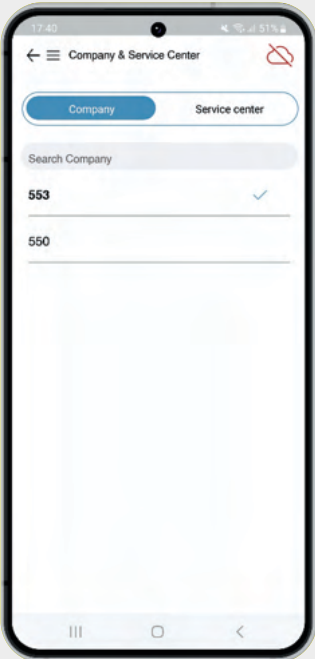 17:40 51%
Company & Service Center
Company Service center
Search Company
553
550